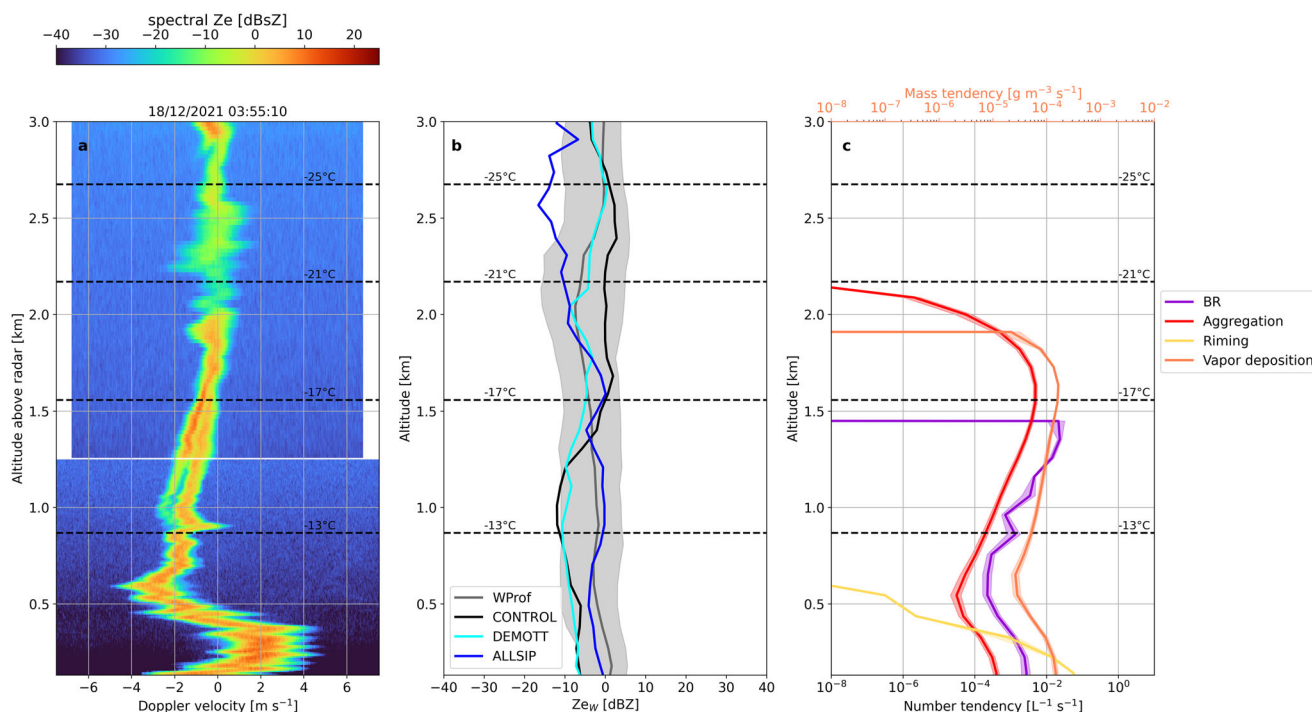 spectral Ze [dBsZ]
−40 −30 −20 −10 0 10 20
18/12/2021 03:55:10
a
3.0
2.5
2.0
1.5
1.0
0.5
Altitude above radar [km]
-25°C
-21°C
-17°C
-13°C
−6 −4 −2 0 2 4 6
Doppler velocity [m s⁻¹]
b
3.0
2.5
2.0
1.5
1.0
0.5
Altitude [km]
-25°C
-21°C
-17°C
-13°C
WProf
CONTROL
DEMOTT
ALLSIP
−40 −30 −20 −10 0 10 20 30 40
Ze_W [dBZ]
Mass tendency [g m⁻³ s⁻¹]
10⁻⁸ 10⁻⁷ 10⁻⁶ 10⁻⁵ 10⁻⁴ 10⁻³ 10⁻²
c
3.0
2.5
2.0
1.5
1.0
0.5
Altitude [km]
-25°C
-21°C
-17°C
-13°C
10⁻⁸ 10⁻⁶ 10⁻⁴ 10⁻² 10⁰
Number tendency [L⁻¹ s⁻¹]
BR
Aggregation
Riming
Vapor deposition